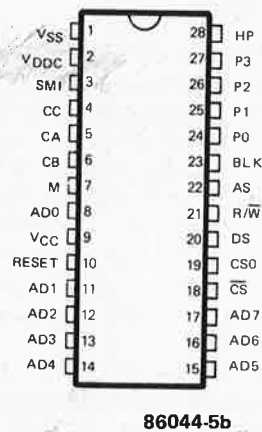 VSS 1 28 HP
VDDC 2 27 P3
SMI 3 26 P2
CC 4 25 P1
CA 5 24 P0
CB 6 23 BLK
M 7 22 AS
AD0 8 21 R/W̅
VCC 9 20 DS
RESET 10 19 CS0
AD1 11 18 C̅S̅
AD2 12 17 AD7
AD3 13 16 AD6
AD4 14 15 AD5
86044-5b